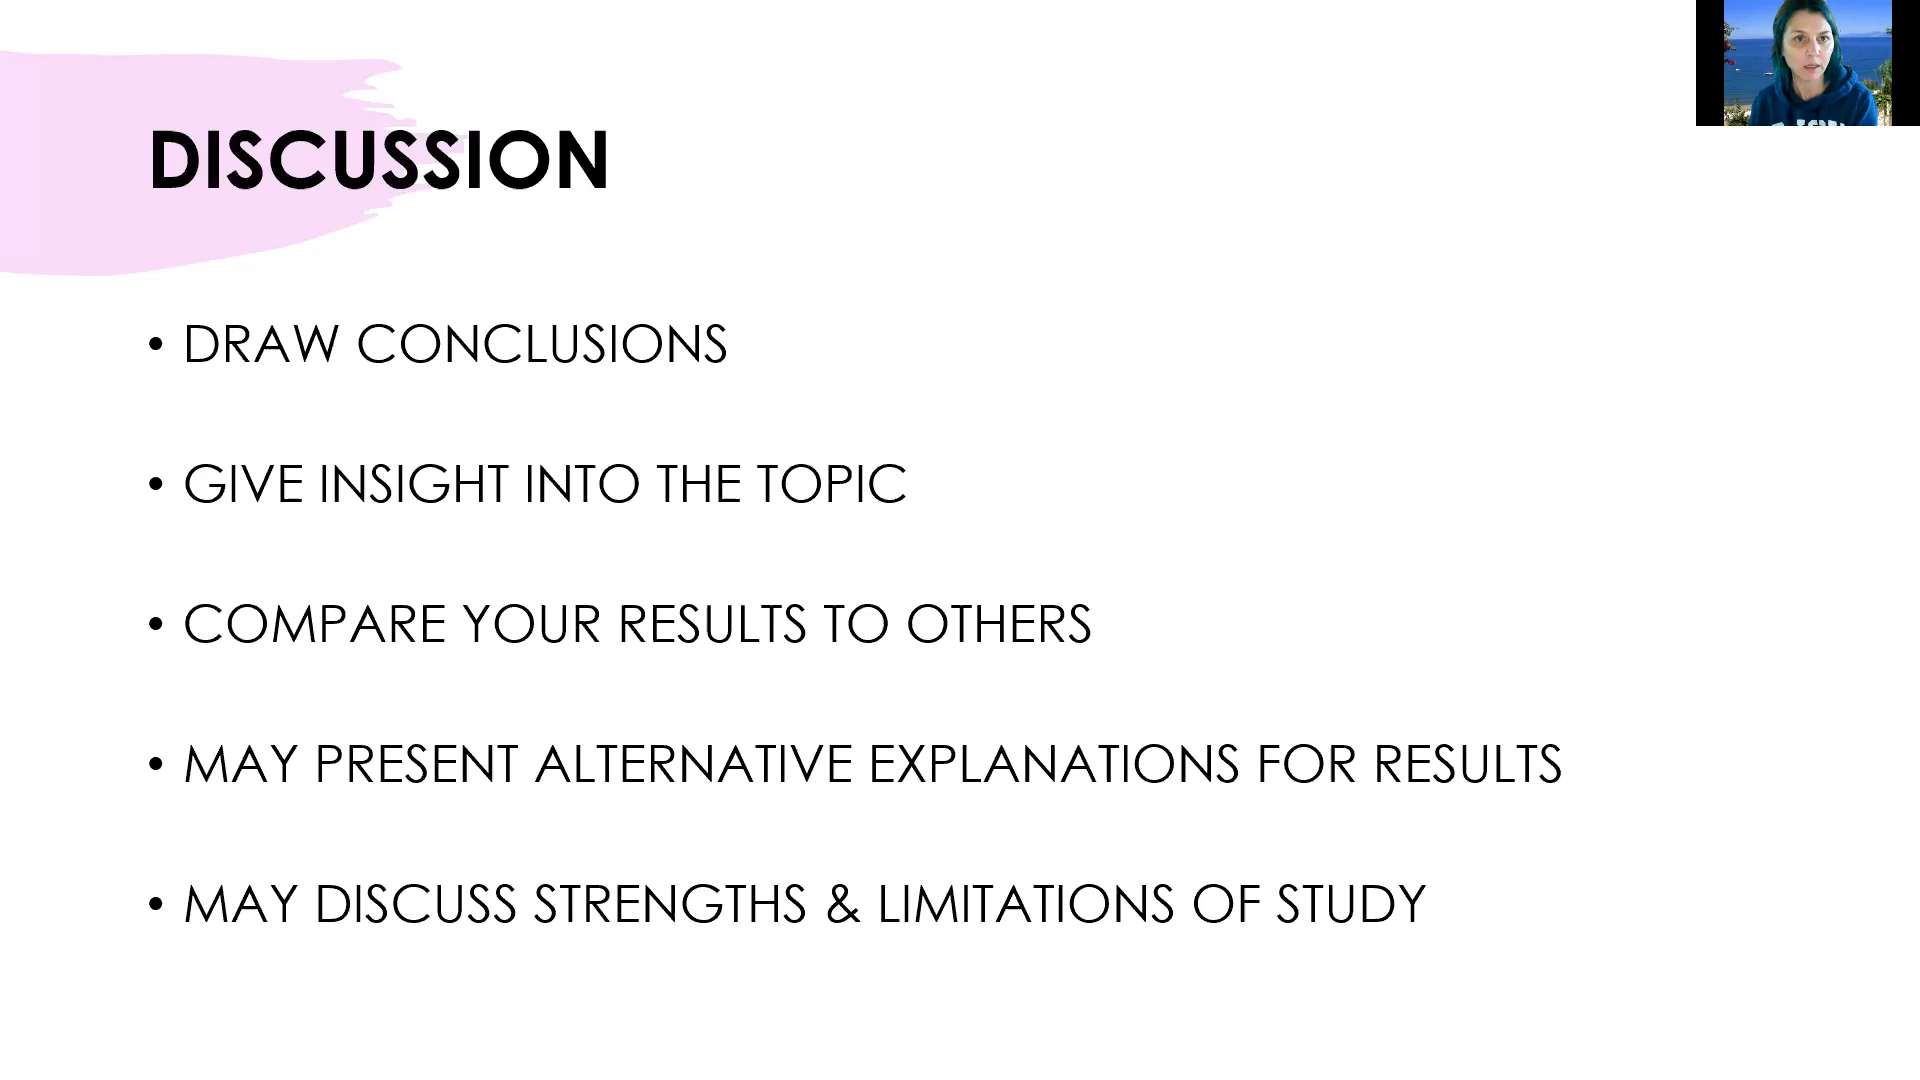 DISCUSSION
• DRAW CONCLUSIONS
• GIVE INSIGHT INTO THE TOPIC
• COMPARE YOUR RESULTS TO OTHERS
• MAY PRESENT ALTERNATIVE EXPLANATIONS FOR RESULTS
• MAY DISCUSS STRENGTHS & LIMITATIONS OF STUDY